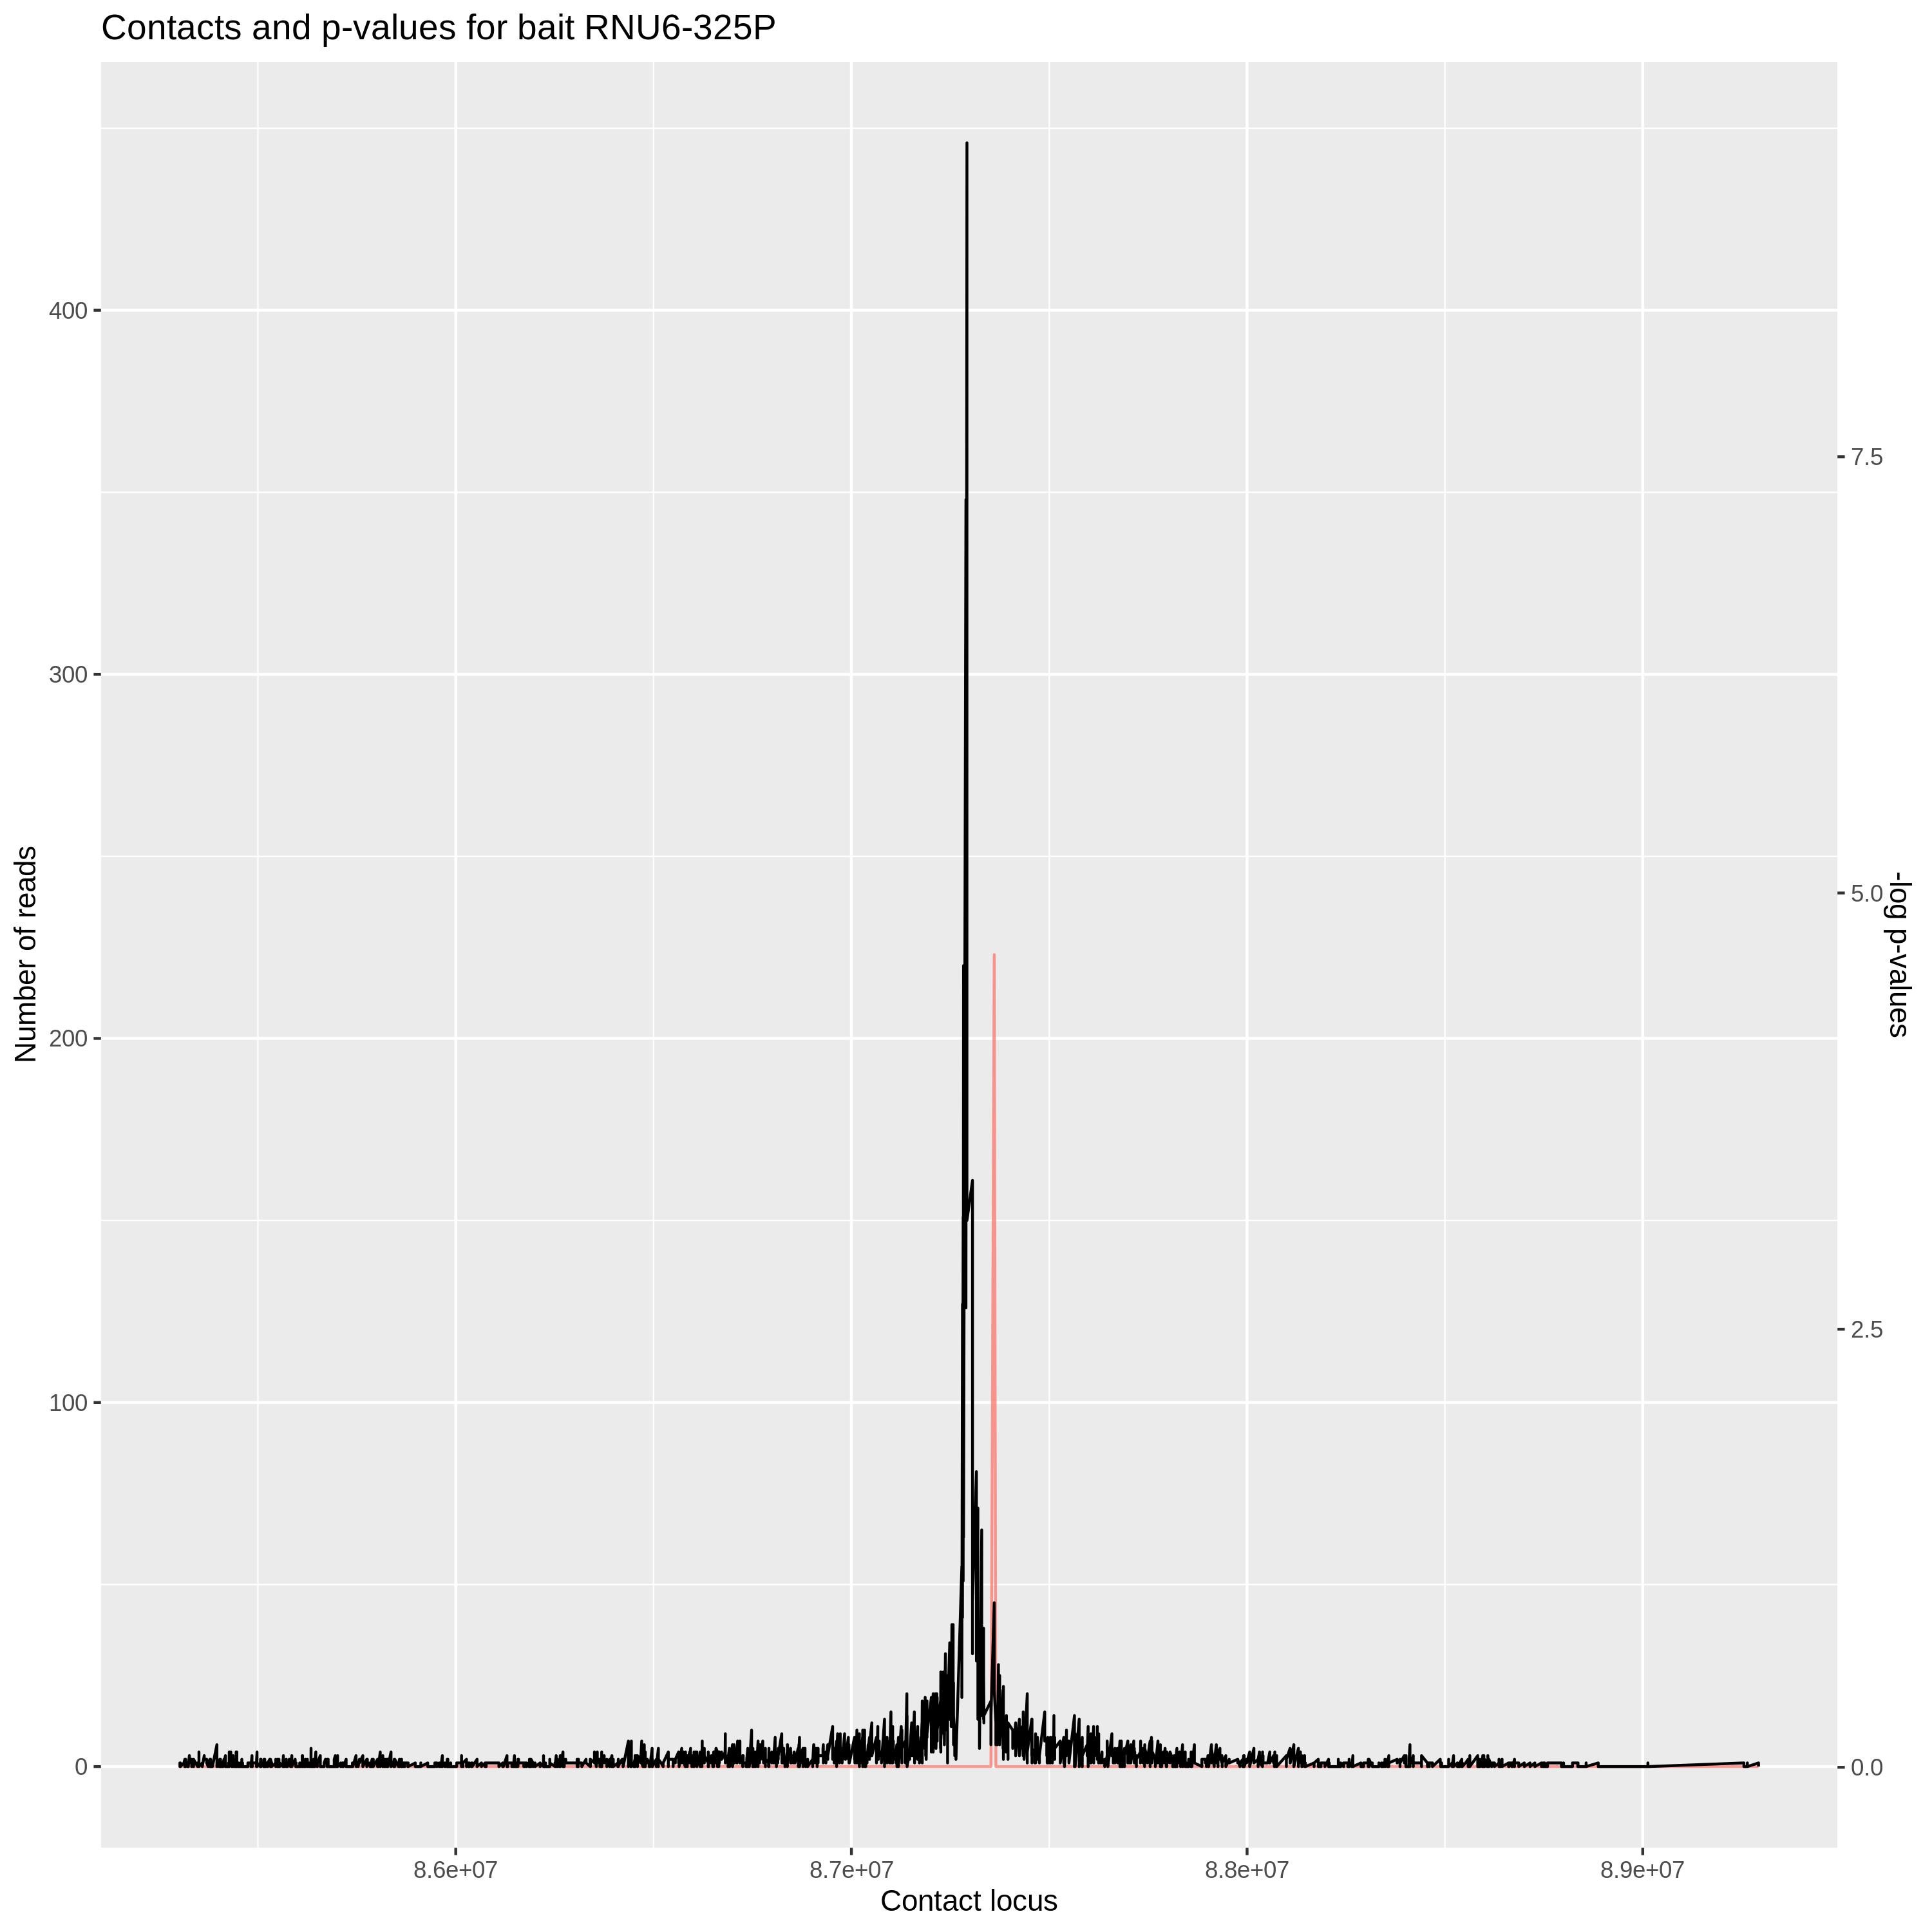 Contacts and p-values for bait RNU6-325P
Number of reads
400
300
200
100
0
7.5
5.0
2.5
0.0
-log p-values
8.6e+07 8.7e+07 8.8e+07 8.9e+07
Contact locus